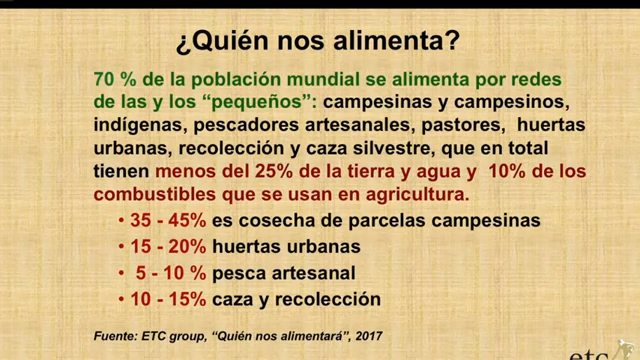 ¿Quién nos alimenta?
70 % de la población mundial se alimenta por redes
de las y los “pequeños”: campesinas y campesinos,
indígenas, pescadores artesanales, pastores, huertas
urbanas, recolección y caza silvestre, que en total
tienen menos del 25% de la tierra y agua y 10% de los
combustibles que se usan en agricultura.
• 35 - 45% es cosecha de parcelas campesinas
• 15 - 20% huertas urbanas
• 5 - 10 % pesca artesanal
• 10 - 15% caza y recolección
Fuente: ETC group, “Quién nos alimentará”, 2017
etc